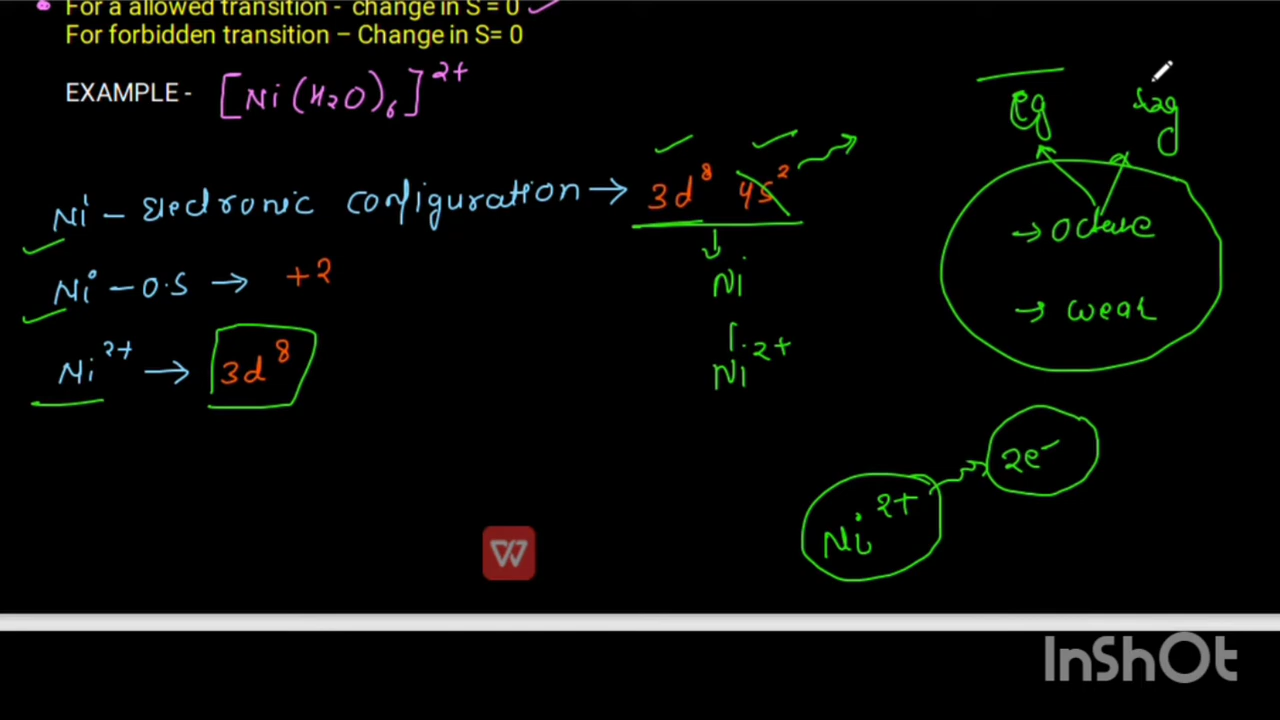 For a allowed transition - change in S = 0
For forbidden transition – Change in S= 0
EXAMPLE - [Ni(H2O)6]2+
Ni – Electronic configuration → 3d8 4s2
Ni – O.S → +2
Ni2+ → 3d8
Ni
Ni2+
eg t2g
→
→ weak
Ni2+
2e-
InShOt